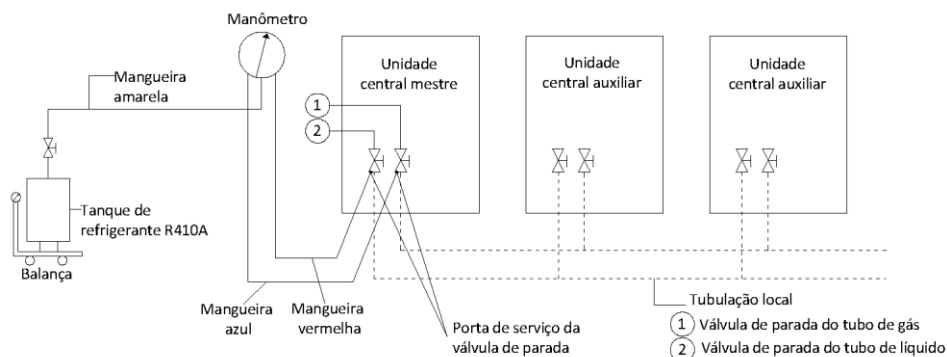 Manômetro
Mangueira
amarela
Unidade
central mestre
Unidade
central auxiliar
Unidade
central auxiliar
1
2
Tanque de
refrigerante R410A
Balança
Mangueira
azul
Mangueira
vermelha
Porta de serviço da
válvula de parada
Tubulação local
1 Válvula de parada do tubo de gás
2 Válvula de parada do tubo de líquido